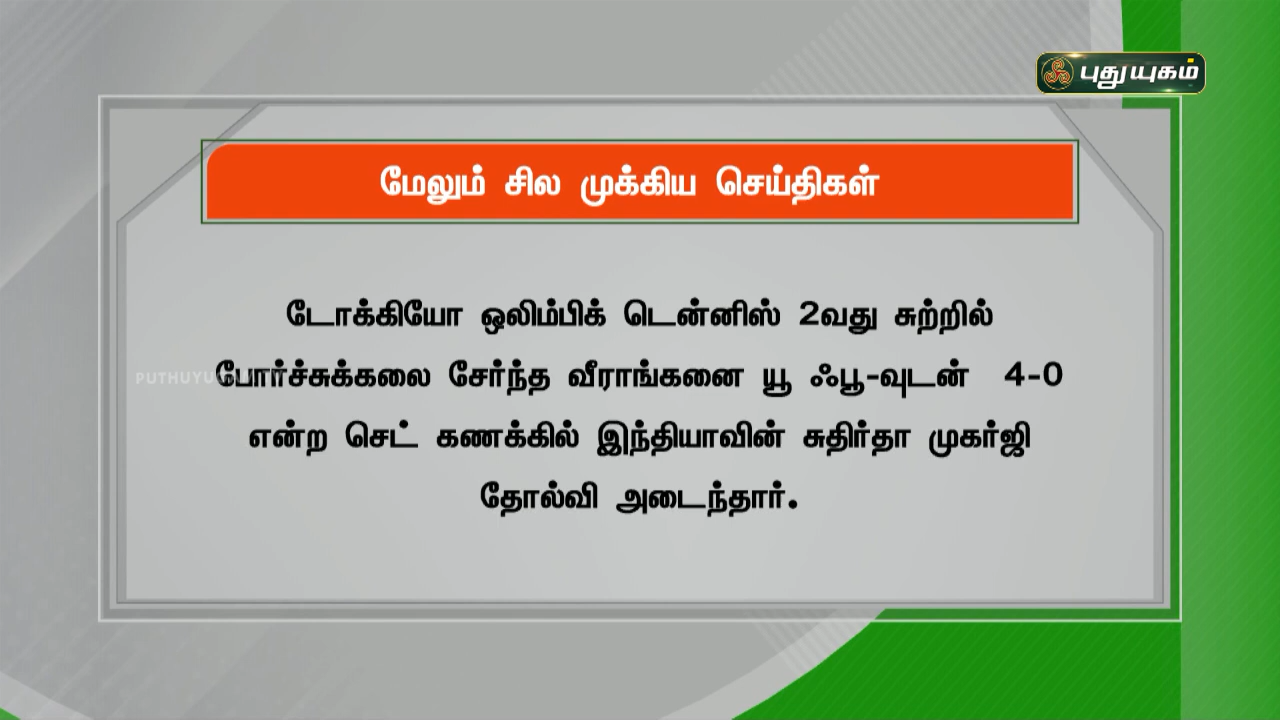 புதுயுகம்
மேலும் சில முக்கிய செய்திகள்
டோக்கியோ ஒலிம்பிக் டென்னிஸ் 2வது சுற்றில்
போர்ச்சுக்கலை சேர்ந்த வீராங்கனை யூ ஃபூ-வுடன் 4-0
என்ற செட் கணக்கில் இந்தியாவின் சுதிர்தா முகர்ஜி
தோல்வி அடைந்தார்.